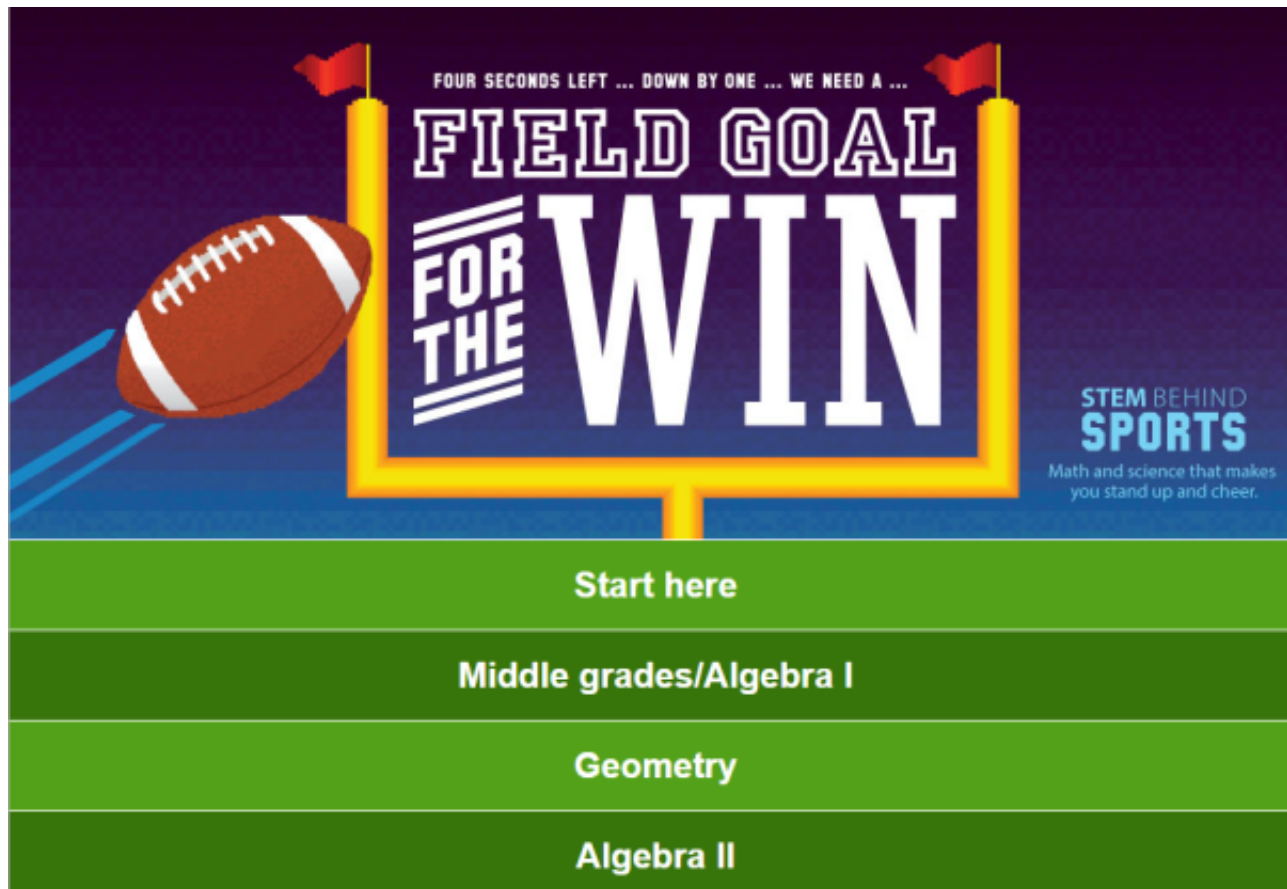 FOUR SECONDS LEFT ... DOWN BY ONE ... WE NEED A ...
FIELD GOAL
FOR
THE
WIN
STEM BEHIND
SPORTS
Math and science that makes
you stand up and cheer.
Start here
Middle grades/Algebra I
Geometry
Algebra II